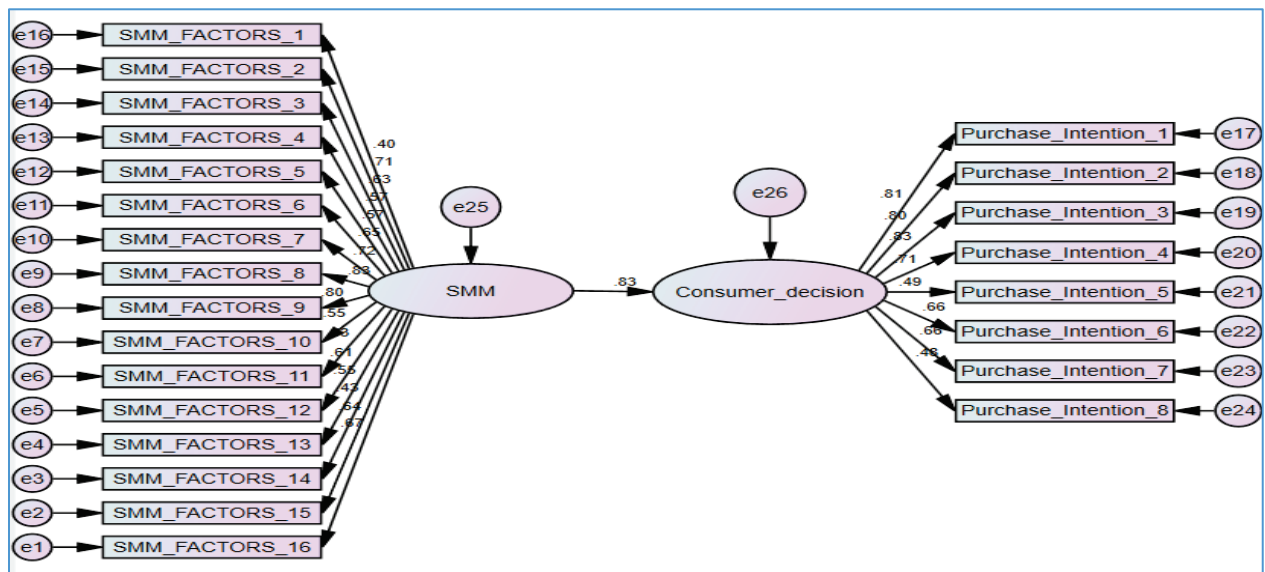 e16 SMM_FACTORS_1
e15 SMM_FACTORS_2
e14 SMM_FACTORS_3
e13 SMM_FACTORS_4
e12 SMM_FACTORS_5
e11 SMM_FACTORS_6
e10 SMM_FACTORS_7
e9 SMM_FACTORS_8
e8 SMM_FACTORS_9
e7 SMM_FACTORS_10
e6 SMM_FACTORS_11
e5 SMM_FACTORS_12
e4 SMM_FACTORS_13
e3 SMM_FACTORS_14
e2 SMM_FACTORS_15
e1 SMM_FACTORS_16
.40
.71
.63
.57
.57
.65
.72
.83
.80
.55
.61
.55
.43
.64
.67
e25
SMM
.83
e26
Consumer_decision
.81
.80
.83
.71
.49
.66
.66
.48
Purchase_Intention_1 e17
Purchase_Intention_2 e18
Purchase_Intention_3 e19
Purchase_Intention_4 e20
Purchase_Intention_5 e21
Purchase_Intention_6 e22
Purchase_Intention_7 e23
Purchase_Intention_8 e24